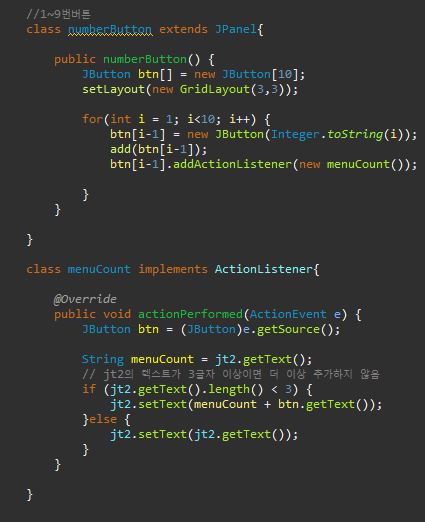 //1~9번버튼
class numberButton extends JPanel{
public numberButton() {
JButton btn[] = new JButton[10];
setLayout(new GridLayout(3,3));
for(int i = 1; i<10; i++) {
btn[i-1] = new JButton(Integer.toString(i));
add(btn[i-1]);
btn[i-1].addActionListener(new menuCount());
}
}
}
class menuCount implements ActionListener{
@Override
public void actionPerformed(ActionEvent e) {
JButton btn = (JButton)e.getSource();
String menuCount = jt2.getText();
// jt2의 텍스트가 3글자 이상이면 더 이상 추가하지 않음
if (jt2.getText().length() < 3) {
jt2.setText(menuCount + btn.getText());
}else {
jt2.setText(jt2.getText());
}
}
}